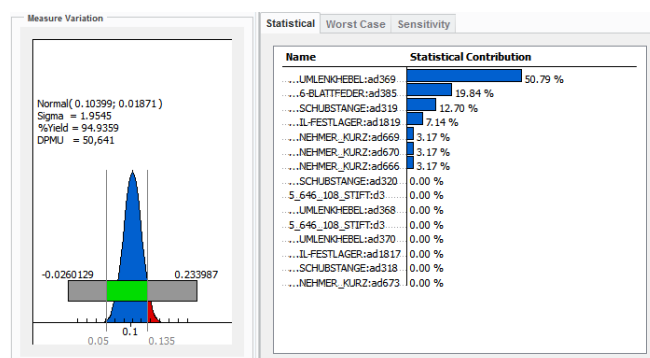 Measure Variation
Normal( 0.10399; 0.01871)
Sigma = 1.9545
%Yield = 94.9359
DPMU = 50,641
-0.0260129 0.233987
0.1
0.05 0.135
Statistical Worst Case Sensitivity
Name Statistical Contribution
...UMLENKHEBEL:ad369 50.79 %
...6-BLATTFEDER:ad385 19.84 %
...SCHUBSTANGE:ad319 12.70 %
...IL-FESTLAGER:ad1819 7.14 %
...NEHMER_KURZ:ad669 3.17 %
...NEHMER_KURZ:ad670 3.17 %
...NEHMER_KURZ:ad666 3.17 %
...SCHUBSTANGE:ad320 0.00 %
5_646_108_STIFT:d3 0.00 %
...UMLENKHEBEL:ad368 0.00 %
5_646_108_STIFT:d3 0.00 %
...UMLENKHEBEL:ad370 0.00 %
...IL-FESTLAGER:ad1817 0.00 %
...SCHUBSTANGE:ad318 0.00 %
...NEHMER_KURZ:ad673 0.00 %